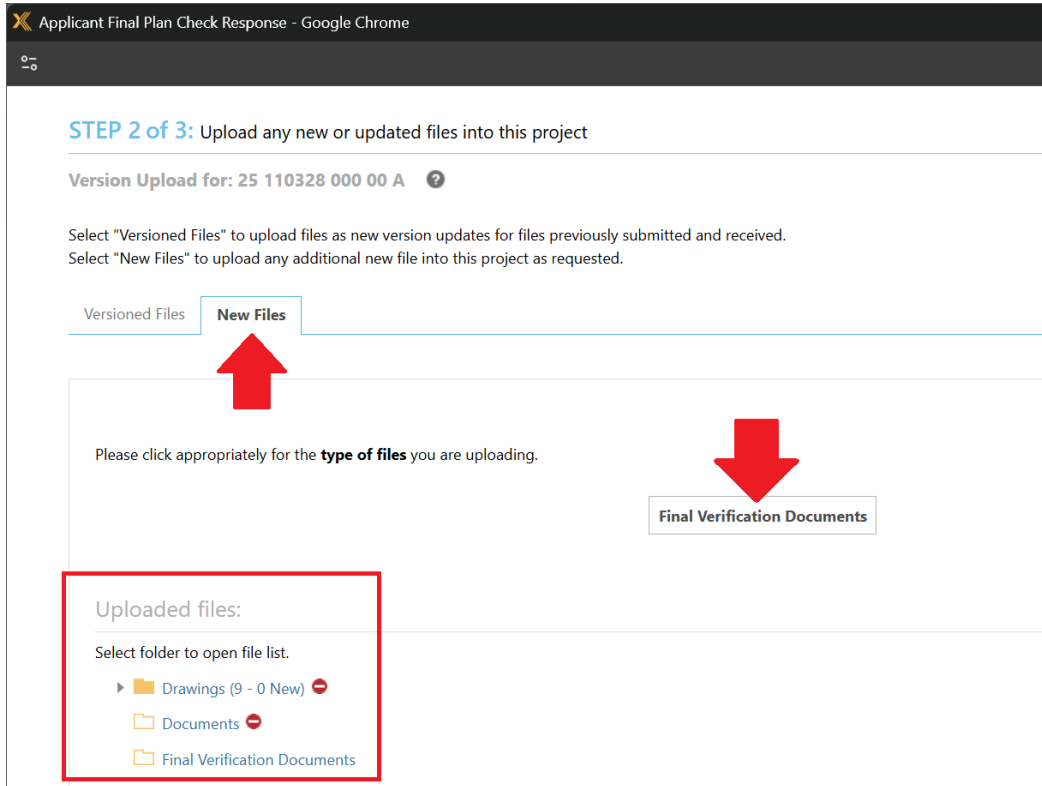 Applicant Final Plan Check Response - Google Chrome
STEP 2 of 3: Upload any new or updated files into this project
Version Upload for: 25 110328 000 00 A ?
Select "Versioned Files" to upload files as new version updates for files previously submitted and received.
Select "New Files" to upload any additional new file into this project as requested.
Versioned Files New Files
Please click appropriately for the type of files you are uploading.
Final Verification Documents
Uploaded files:
Select folder to open file list.
Drawings (9 - 0 New)
Documents
Final Verification Documents